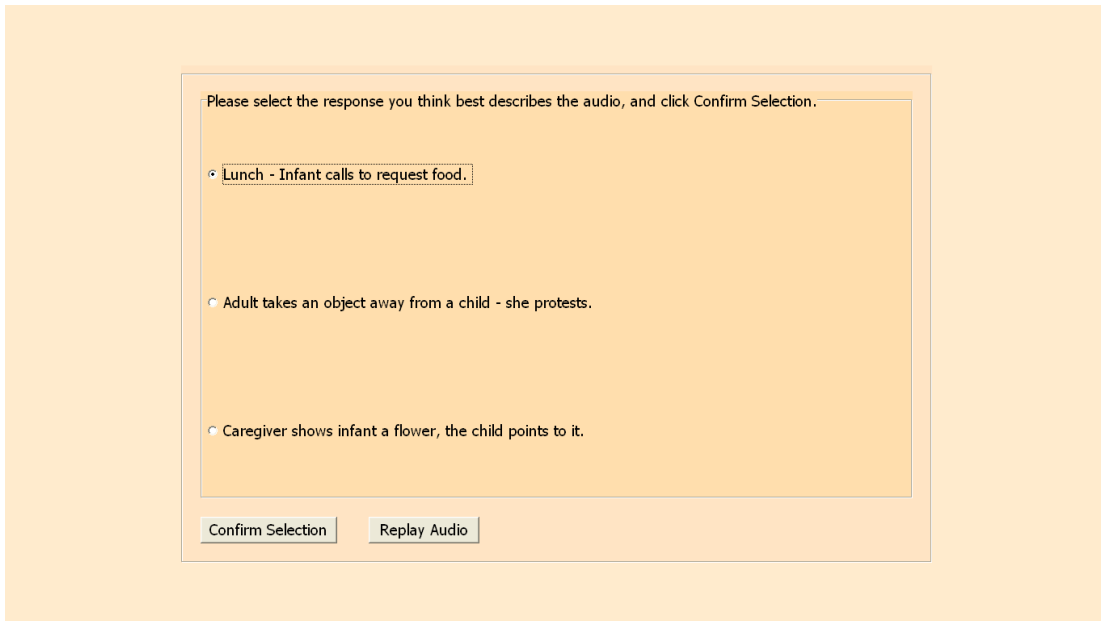 Please select the response you think best describes the audio, and click Confirm Selection.
Lunch - Infant calls to request food.
Adult takes an object away from a child - she protests.
Caregiver shows infant a flower, the child points to it.
Confirm Selection Replay Audio